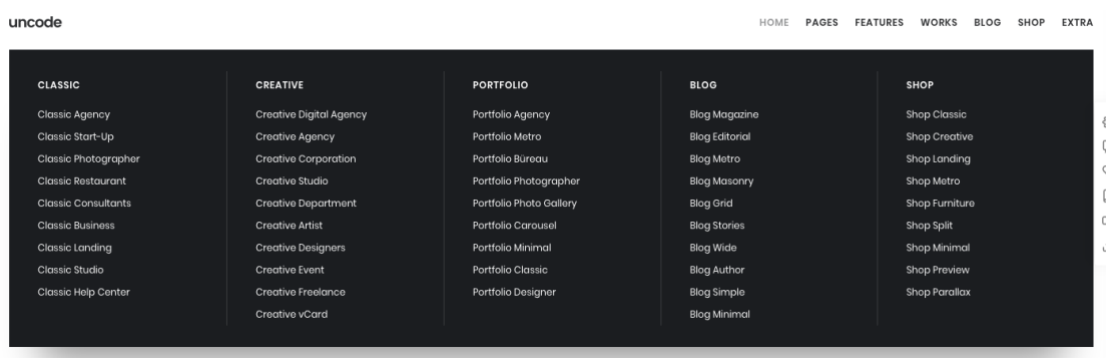 uncode
HOME PAGES FEATURES WORKS BLOG SHOP EXTRA
CLASSIC
Classic Agency
Classic Start-Up
Classic Photographer
Classic Restaurant
Classic Consultants
Classic Business
Classic Landing
Classic Studio
Classic Help Center
CREATIVE
Creative Digital Agency
Creative Agency
Creative Corporation
Creative Studio
Creative Department
Creative Artist
Creative Designers
Creative Event
Creative Freelance
Creative vCard
PORTFOLIO
Portfolio Agency
Portfolio Metro
Portfolio Büreau
Portfolio Photographer
Portfolio Photo Gallery
Portfolio Carousel
Portfolio Minimal
Portfolio Classic
Portfolio Designer
BLOG
Blog Magazine
Blog Editorial
Blog Metro
Blog Masonry
Blog Grid
Blog Stories
Blog Wide
Blog Author
Blog Simple
Blog Minimal
SHOP
Shop Classic
Shop Creative
Shop Landing
Shop Metro
Shop Furniture
Shop Split
Shop Minimal
Shop Preview
Shop Parallax